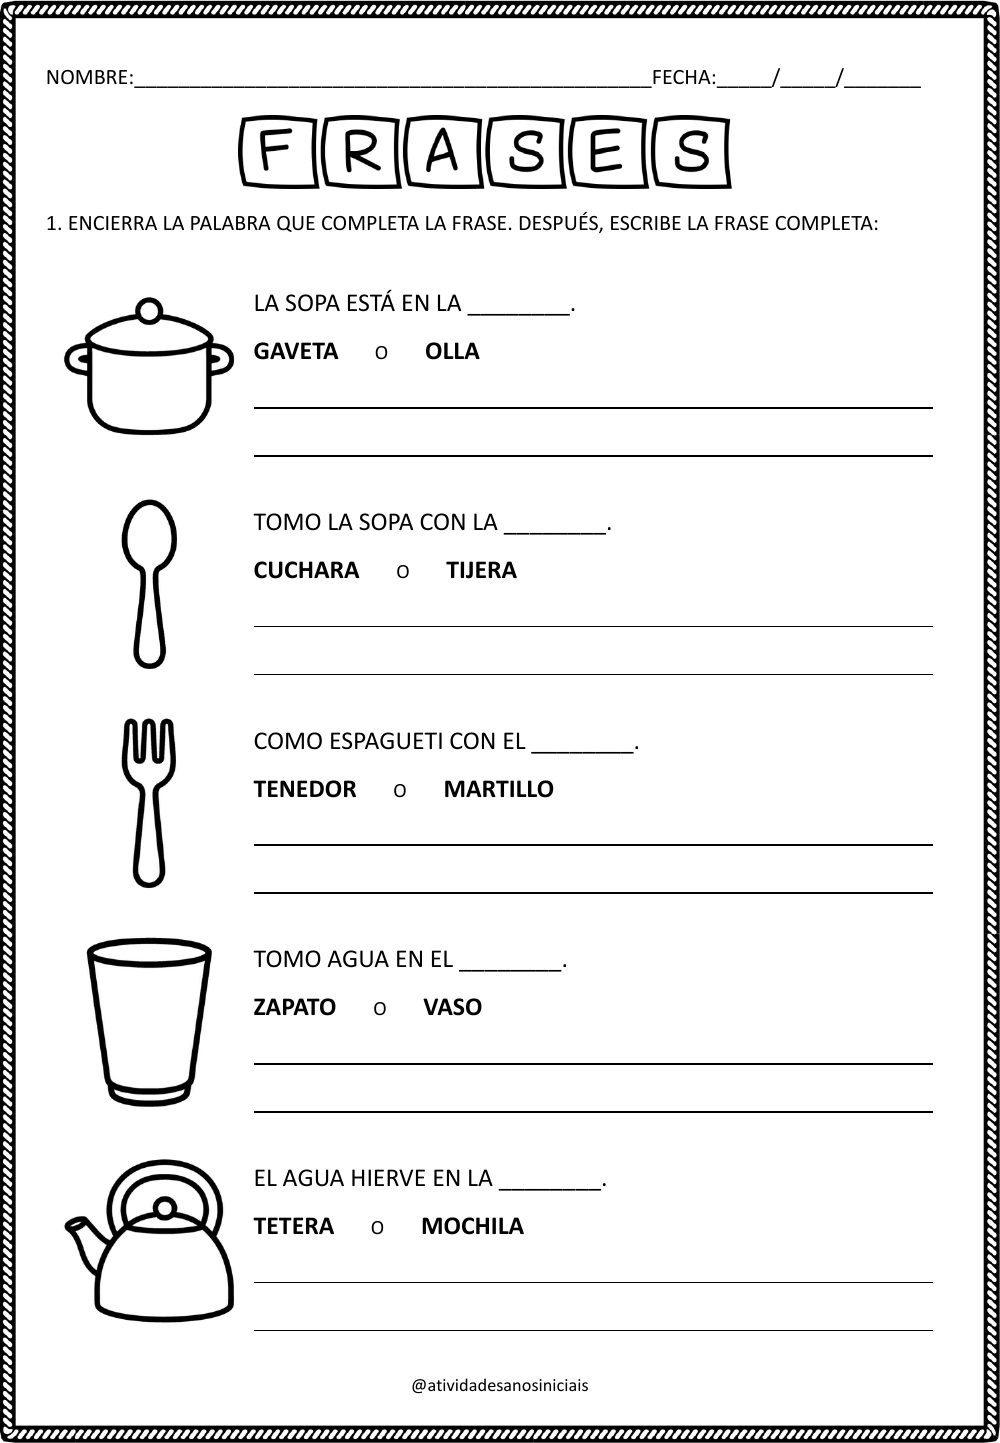 NOMBRE:_______________________________________________FECHA:_____/_____/_______
FRASES
1. ENCIERRA LA PALABRA QUE COMPLETA LA FRASE. DESPUÉS, ESCRIBE LA FRASE COMPLETA:
LA SOPA ESTÁ EN LA ________.
GAVETA o OLLA
TOMO LA SOPA CON LA ________.
CUCHARA o TIJERA
COMO ESPAGUETI CON EL ________.
TENEDOR o MARTILLO
TOMO AGUA EN EL ________.
ZAPATO o VASO
EL AGUA HIERVE EN LA ________.
TETERA o MOCHILA
@atividadesanosiniciais